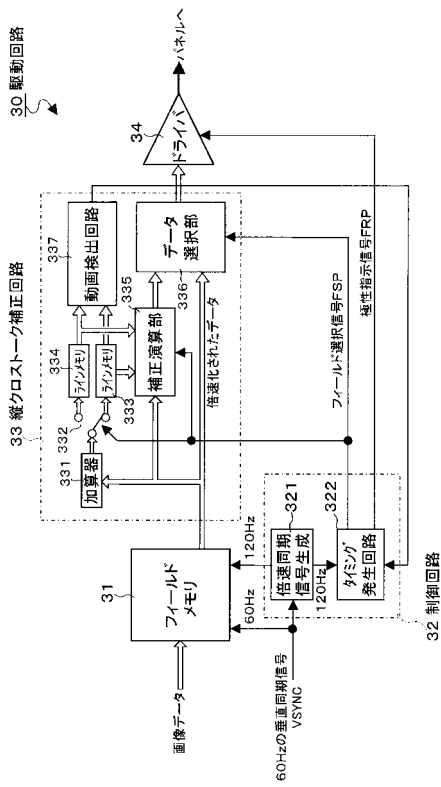 30 駆動回路
33 縦クロストーク補正回路
337
動画検出回路
334
ラインメモリ
332
ラインメモリ
333
331
加算器
335
補正演算部
データ
選択部
336
34
ドライバ
パネルへ
倍速化されたデータ
31
フィールド
メモリ
画像データ
120Hz
60Hz
321
倍速同期
信号生成
120Hz
322
タイミング
発生回路
32 制御回路
フィールド選択信号FSP
極性指示信号FRP
60Hzの垂直同期信号
VSYNC